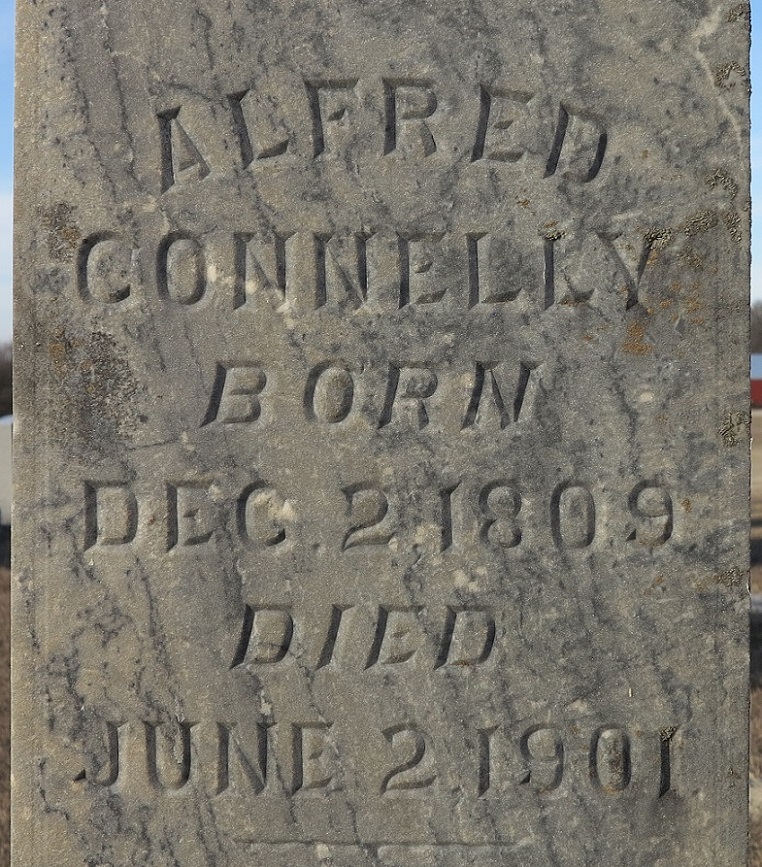 ALFRED
CONNELLY
BORN
DEC. 2, 1809
DIED
JUNE 2, 1901